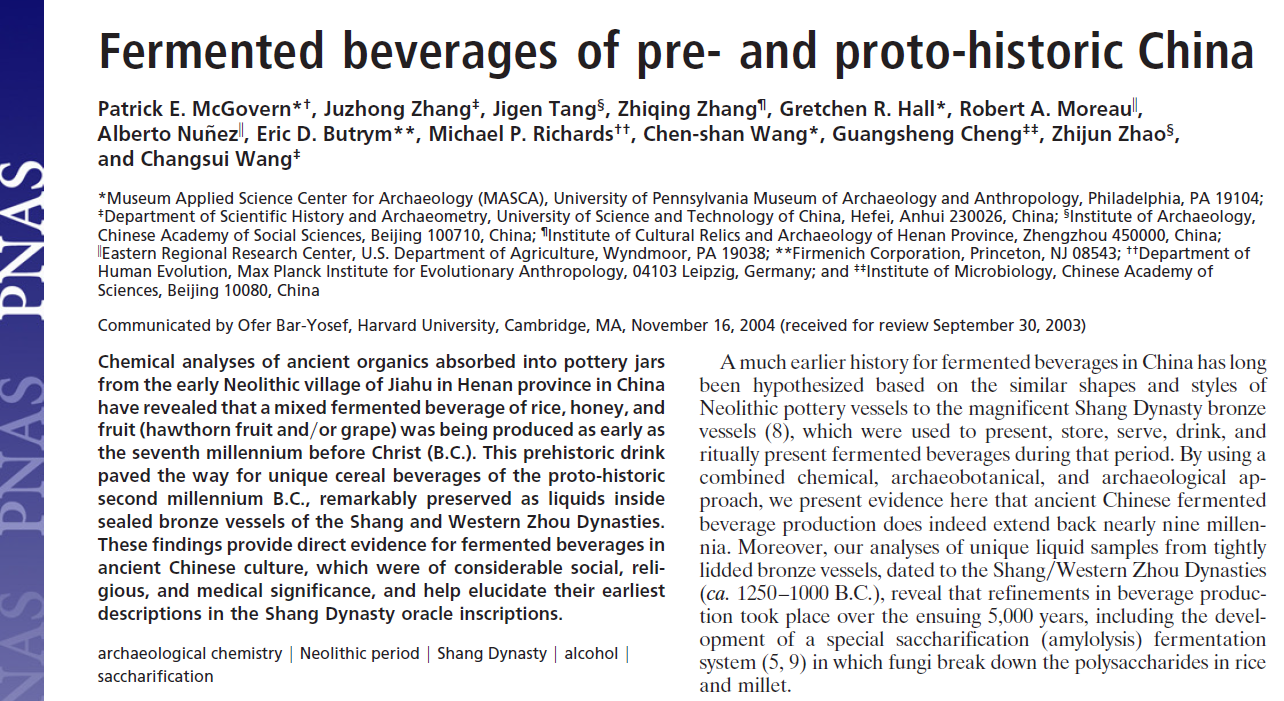 PNAS PNAS PNAS
Fermented beverages of pre- and proto-historic China
Patrick E. McGovern*†, Juzhong Zhang‡, Jigen Tang§, Zhiqing Zhang¶, Gretchen R. Hall*, Robert A. Moreau‖,
Alberto Nuñez‖, Eric D. Butrym**, Michael P. Richards††, Chen-shan Wang*, Guangsheng Cheng‡‡, Zhijun Zhao§,
and Changsui Wang‡
*Museum Applied Science Center for Archaeology (MASCA), University of Pennsylvania Museum of Archaeology and Anthropology, Philadelphia, PA 19104;
‡Department of Scientific History and Archaeometry, University of Science and Technology of China, Hefei, Anhui 230026, China; §Institute of Archaeology,
Chinese Academy of Social Sciences, Beijing 100710, China; ¶Institute of Cultural Relics and Archaeology of Henan Province, Zhengzhou 450000, China;
‖Eastern Regional Research Center, U.S. Department of Agriculture, Wyndmoor, PA 19038; **Firmenich Corporation, Princeton, NJ 08543; ††Department of
Human Evolution, Max Planck Institute for Evolutionary Anthropology, 04103 Leipzig, Germany; and ‡‡Institute of Microbiology, Chinese Academy of
Sciences, Beijing 10080, China
Communicated by Ofer Bar-Yosef, Harvard University, Cambridge, MA, November 16, 2004 (received for review September 30, 2003)
Chemical analyses of ancient organics absorbed into pottery jars
from the early Neolithic village of Jiahu in Henan province in China
have revealed that a mixed fermented beverage of rice, honey, and
fruit (hawthorn fruit and/or grape) was being produced as early as
the seventh millennium before Christ (B.C.). This prehistoric drink
paved the way for unique cereal beverages of the proto-historic
second millennium B.C., remarkably preserved as liquids inside
sealed bronze vessels of the Shang and Western Zhou Dynasties.
These findings provide direct evidence for fermented beverages in
ancient Chinese culture, which were of considerable social, reli-
gious, and medical significance, and help elucidate their earliest
descriptions in the Shang Dynasty oracle inscriptions.
archaeological chemistry | Neolithic period | Shang Dynasty | alcohol |
saccharification
A much earlier history for fermented beverages in China has long
been hypothesized based on the similar shapes and styles of
Neolithic pottery vessels to the magnificent Shang Dynasty bronze
vessels (8), which were used to present, store, serve, drink, and
ritually present fermented beverages during that period. By using a
combined chemical, archaeobotanical, and archaeological ap-
proach, we present evidence here that ancient Chinese fermented
beverage production does indeed extend back nearly nine millen-
nia. Moreover, our analyses of unique liquid samples from tightly
lidded bronze vessels, dated to the Shang/Western Zhou Dynasties
(ca. 1250–1000 B.C.), reveal that refinements in beverage produc-
tion took place over the ensuing 5,000 years, including the devel-
opment of a special saccharification (amylolysis) fermentation
system (5, 9) in which fungi break down the polysaccharides in rice
and millet.